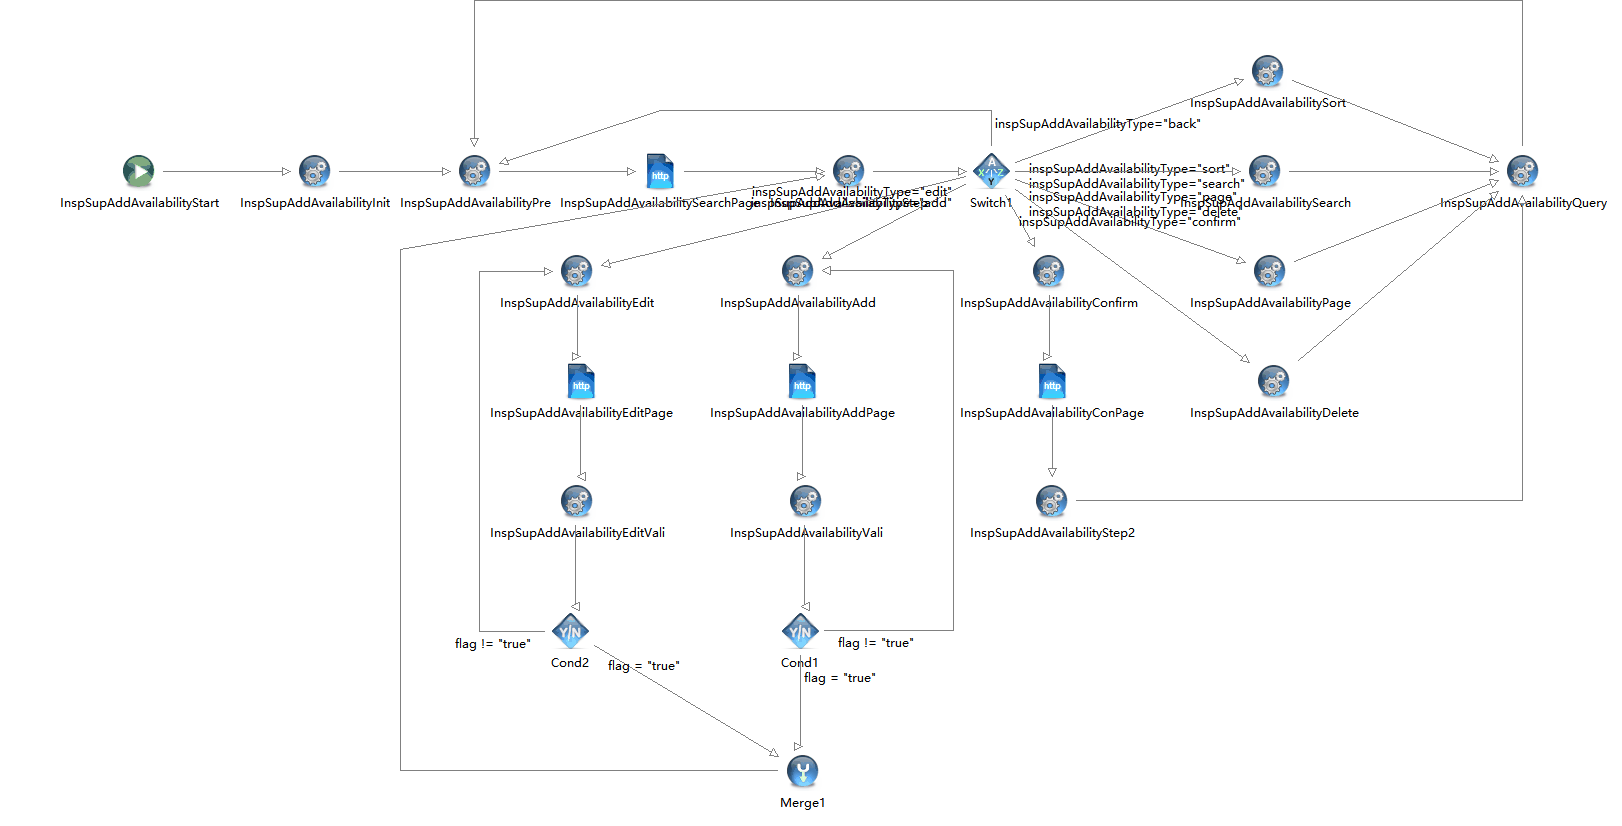 InspSupAddAvailabilitySort
inspSupAddAvailabilityType="back"
inspSupAddAvailabilityType="sort"
inspSupAddAvailabilityType="search"
inspSupAddAvailabilityType="page"
inspSupAddAvailabilityType="delete"
inspSupAddAvailabilityType="confirm"
inspSupAddAvailabilityType="edit"
inspSupAddAvailabilityType="add"
InspSupAddAvailabilityStart
InspSupAddAvailabilityInit
InspSupAddAvailabilityPre
InspSupAddAvailabilitySearchPage
InspSupAddAvailabilityStep
Switch1
InspSupAddAvailabilitySearch
InspSupAddAvailabilityQuery
InspSupAddAvailabilityEdit
InspSupAddAvailabilityAdd
InspSupAddAvailabilityConfirm
InspSupAddAvailabilityPage
http
http
http
http
InspSupAddAvailabilityEditPage
InspSupAddAvailabilityAddPage
InspSupAddAvailabilityConPage
InspSupAddAvailabilityDelete
InspSupAddAvailabilityEditVali
InspSupAddAvailabilityVali
InspSupAddAvailabilityStep2
Y/N
Y/N
flag != "true"
flag != "true"
Cond2
Cond1
flag = "true"
flag = "true"
Merge1